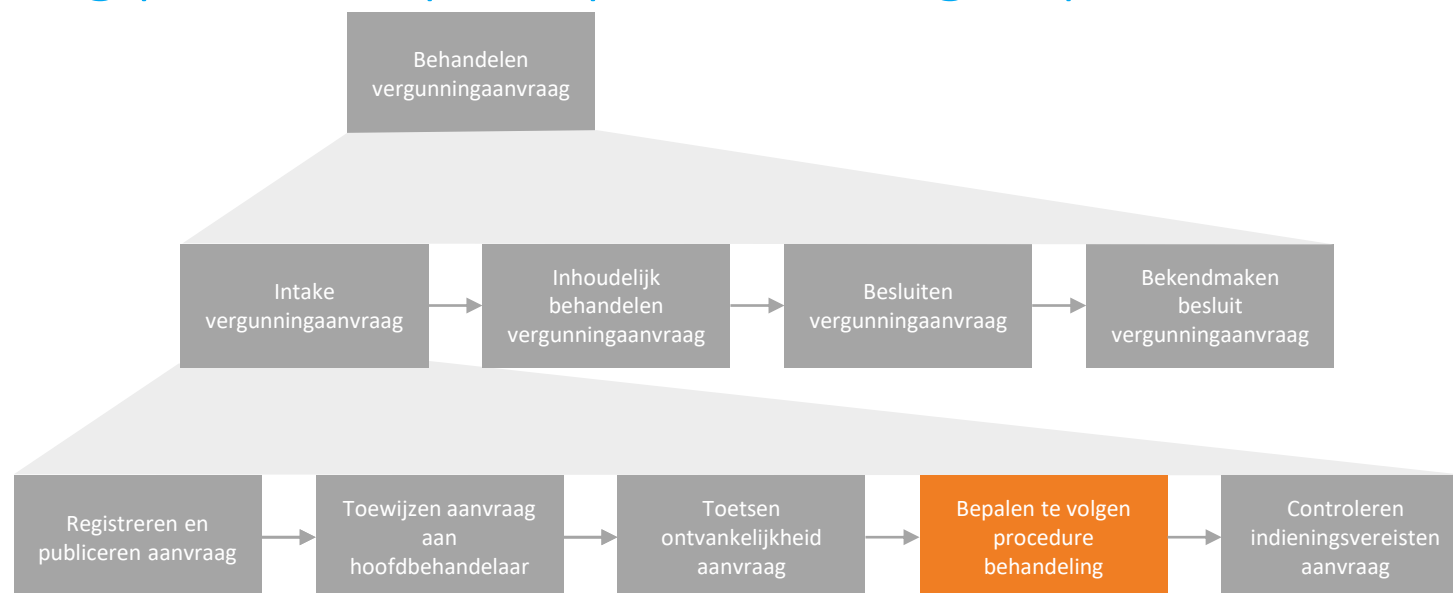 Behandelen
vergunningaanvraag
Intake
vergunningaanvraag
Inhoudelijk
behandelen
vergunningaanvraag
Besluiten
vergunningaanvraag
Bekendmaken
besluit
vergunningaanvraag
Registreren en
publiceren aanvraag
Toewijzen aanvraag
aan
hoofdbehandelaar
Toetsen
ontvankelijkheid
aanvraag
Bepalen te volgen
procedure
behandeling
Controleren
indieningsvereisten
aanvraag